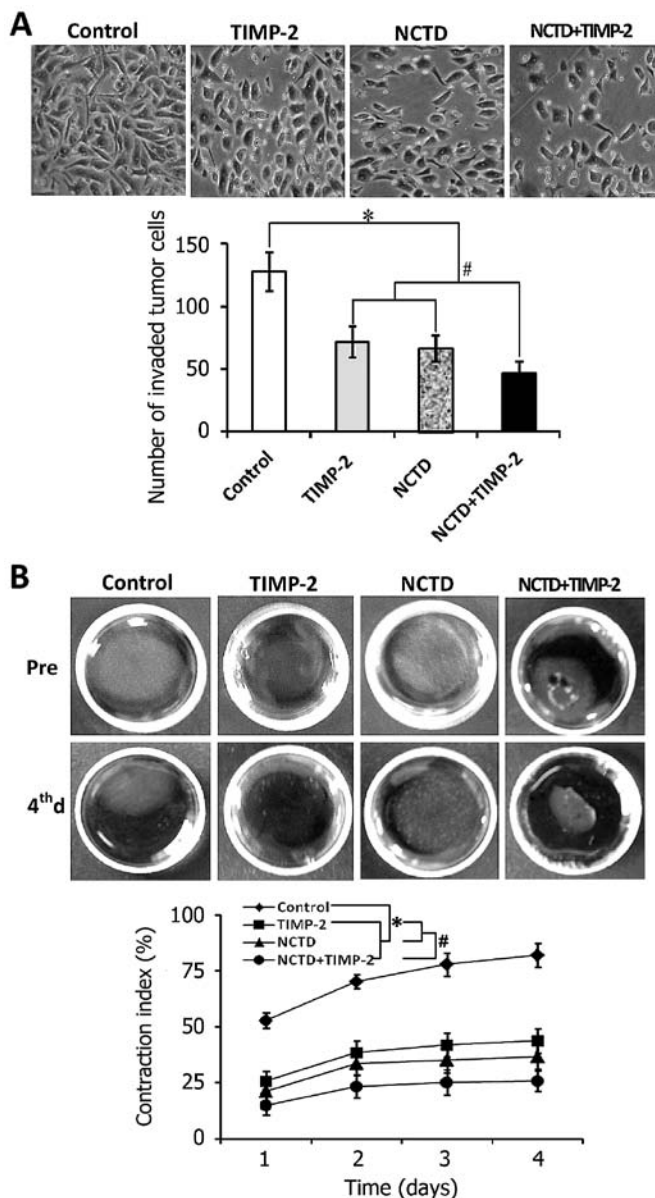 A
Control TIMP-2 NCTD NCTD+TIMP-2
*
#
150
100
50
0
Number of invaded tumor cells
Control TIMP-2 NCTD NCTD+TIMP-2
B
Control TIMP-2 NCTD NCTD+TIMP-2
Pre
4th d
Control
TIMP-2
NCTD
NCTD+TIMP-2
*
#
100
75
50
25
0
Contraction index (%)
1 2 3 4
Time (days)